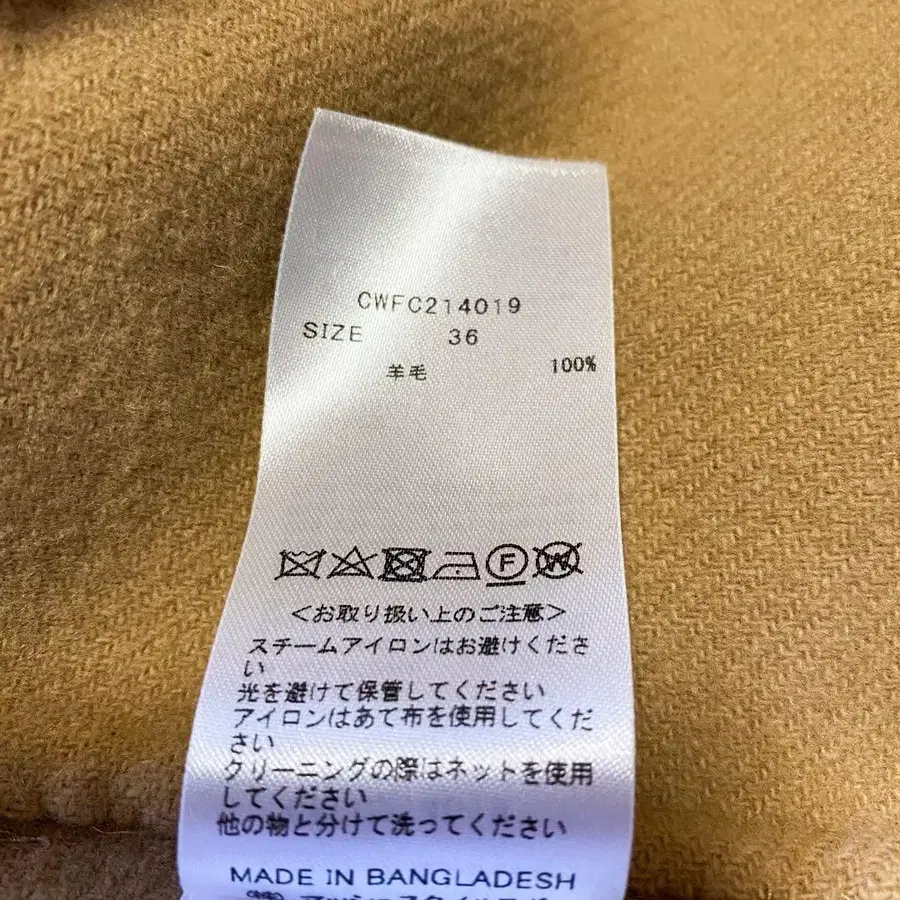 CWFC214019
SIZE 36
羊毛 100%
F W
<お取り扱い上のご注意>
スチームアイロンはお避けくださ
い
光を避けて保管してください
アイロンはあて布を使用してくだ
さい
クリーニングの際はネットを使用
してください
他の物と分けて洗ってください
MADE IN BANGLADESH